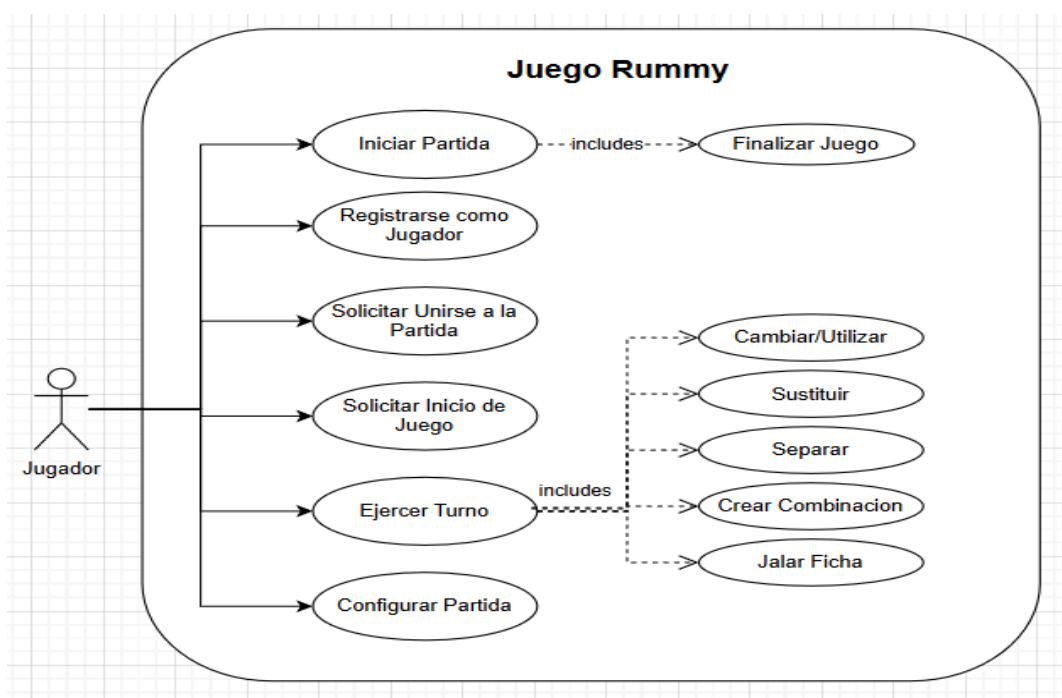 Juego Rummy
Iniciar Partida
includes
Finalizar Juego
Registrarse como
Jugador
Solicitar Unirse a la
Partida
Cambiar/Utilizar
Sustituir
Solicitar Inicio de
Juego
Separar
Jugador
includes
Ejercer Turno
Crear Combinacion
Jalar Ficha
Configurar Partida